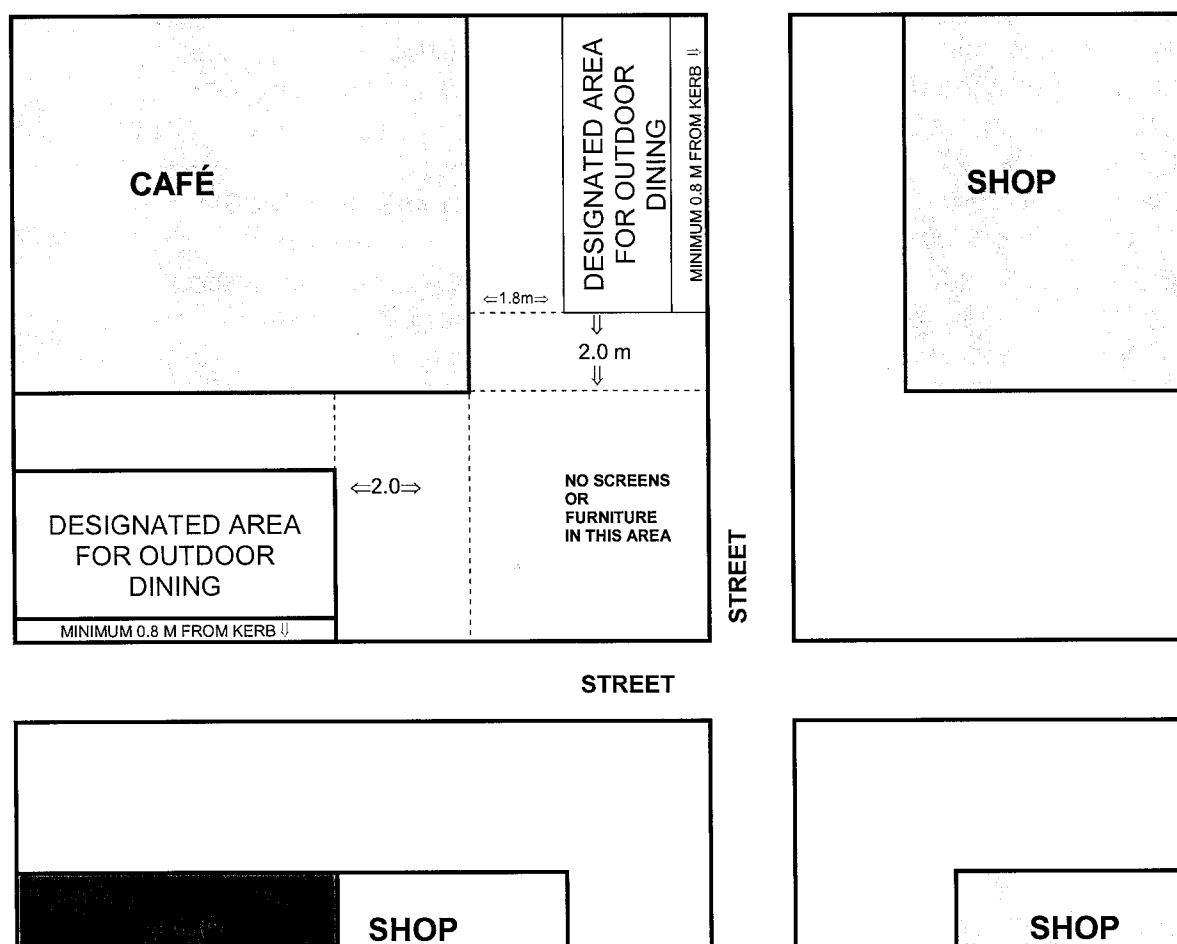 CAFÉ
DESIGNATED AREA
FOR OUTDOOR
DINING
MINIMUM 0.8 M FROM KERB ⇓
SHOP
⇐1.8m⇒
⇓
2.0 m
⇓
⇐2.0⇒
NO SCREENS
OR
FURNITURE
IN THIS AREA
DESIGNATED AREA
FOR OUTDOOR
DINING
MINIMUM 0.8 M FROM KERB ⇓
STREET
STREET
SHOP
SHOP